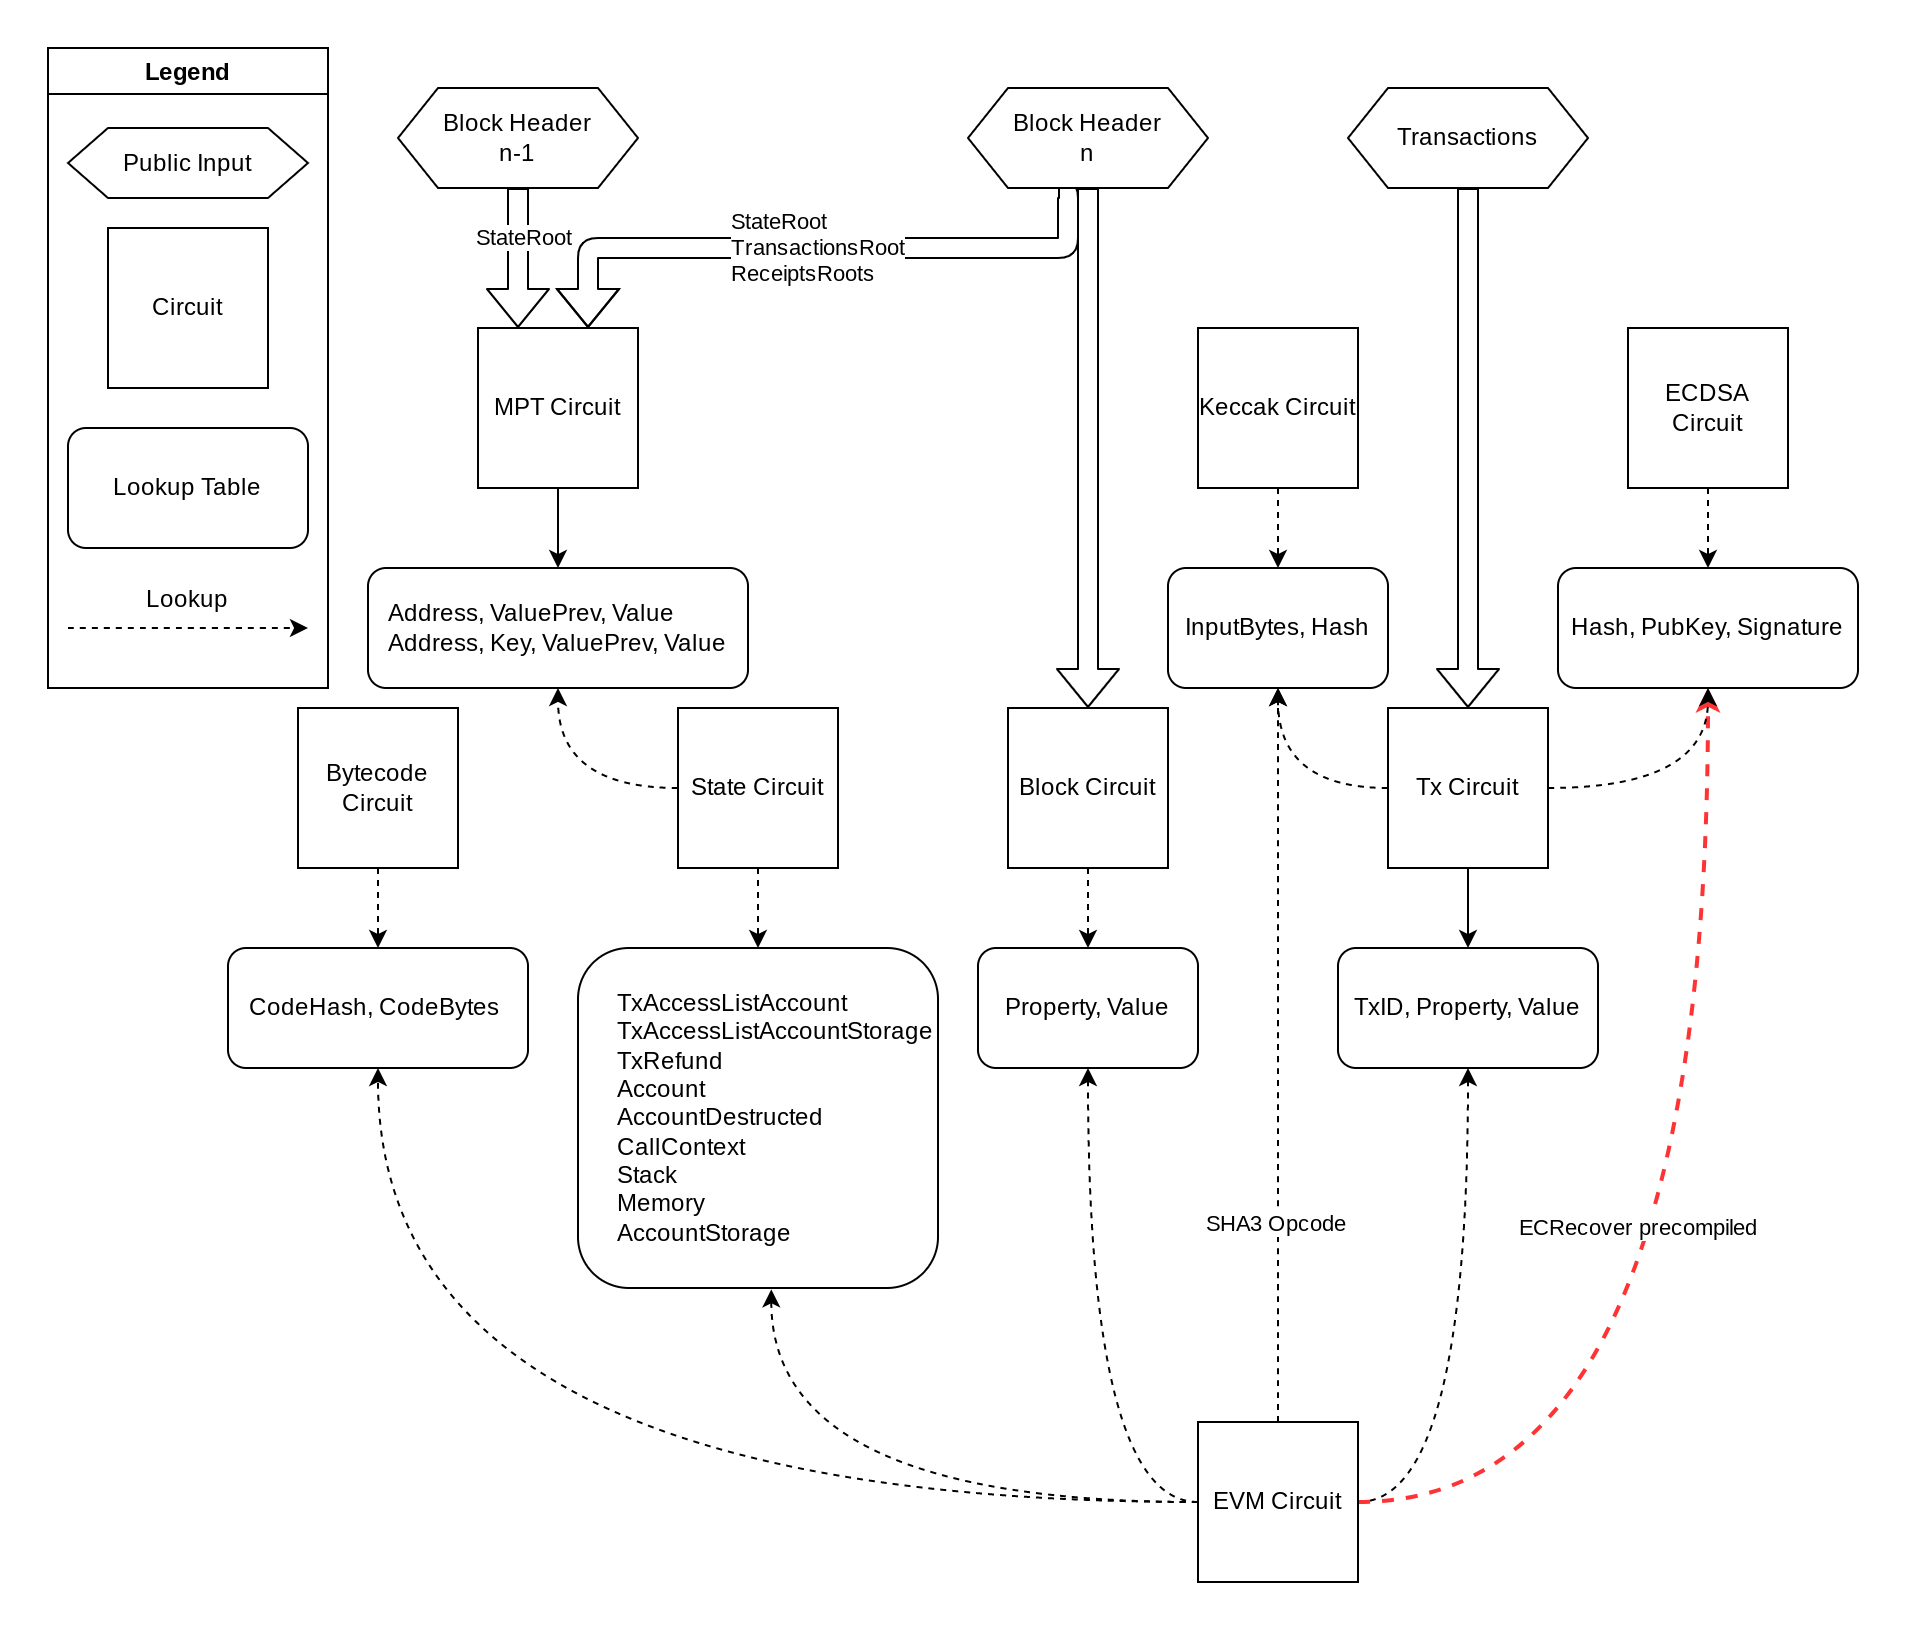 Legend
Public Input
Circuit
Lookup Table
Lookup
Block Header
n-1
Block Header
n
Transactions
StateRoot
StateRoot
TransactionsRoot
ReceiptsRoots
MPT Circuit
Keccak Circuit
ECDSA
Circuit
Address, ValuePrev, Value
Address, Key, ValuePrev, Value
InputBytes, Hash
Hash, PubKey, Signature
Bytecode
Circuit
State Circuit
Block Circuit
Tx Circuit
CodeHash, CodeBytes
TxAccessListAccount
TxAccessListAccountStorage
TxRefund
Account
AccountDestructed
CallContext
Stack
Memory
AccountStorage
Property, Value
TxID, Property, Value
SHA3 Opcode
ECRecover precompiled
EVM Circuit